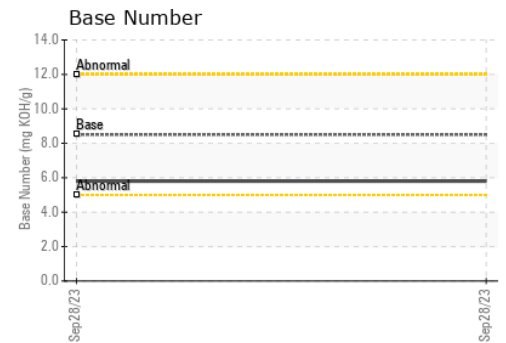 Base Number
Base Number (mg KOH/g)
14.0
12.0
10.0
8.0
6.0
4.0
2.0
0.0
Abnormal
Base
Abnormal
Sep28/23
Sep28/23